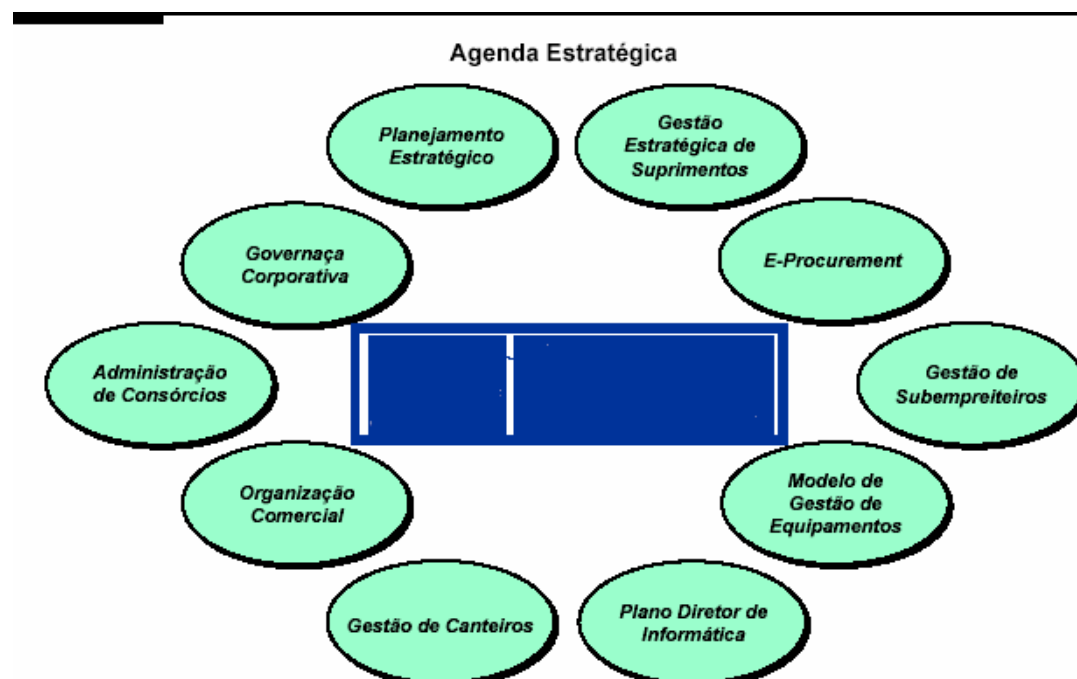 Agenda Estratégica
Planejamento
Estratégico
Gestão
Estratégica de
Suprimentos
Governaça
Corporativa
E-Procurement
Administração
de Consórcios
Gestão de
Subempreiteiros
Organização
Comercial
Modelo de
Gestão de
Equipamentos
Gestão de Canteiros
Plano Diretor de
Informática